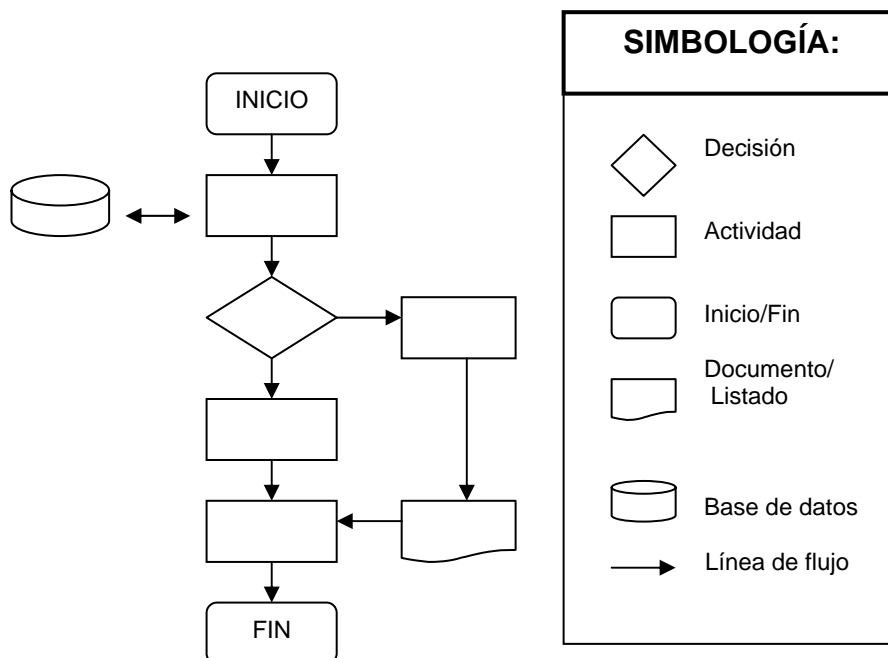 INICIO
FIN
SIMBOLOGÍA:
Decisión
Actividad
Inicio/Fin
Documento/
Listado
Base de datos
Línea de flujo